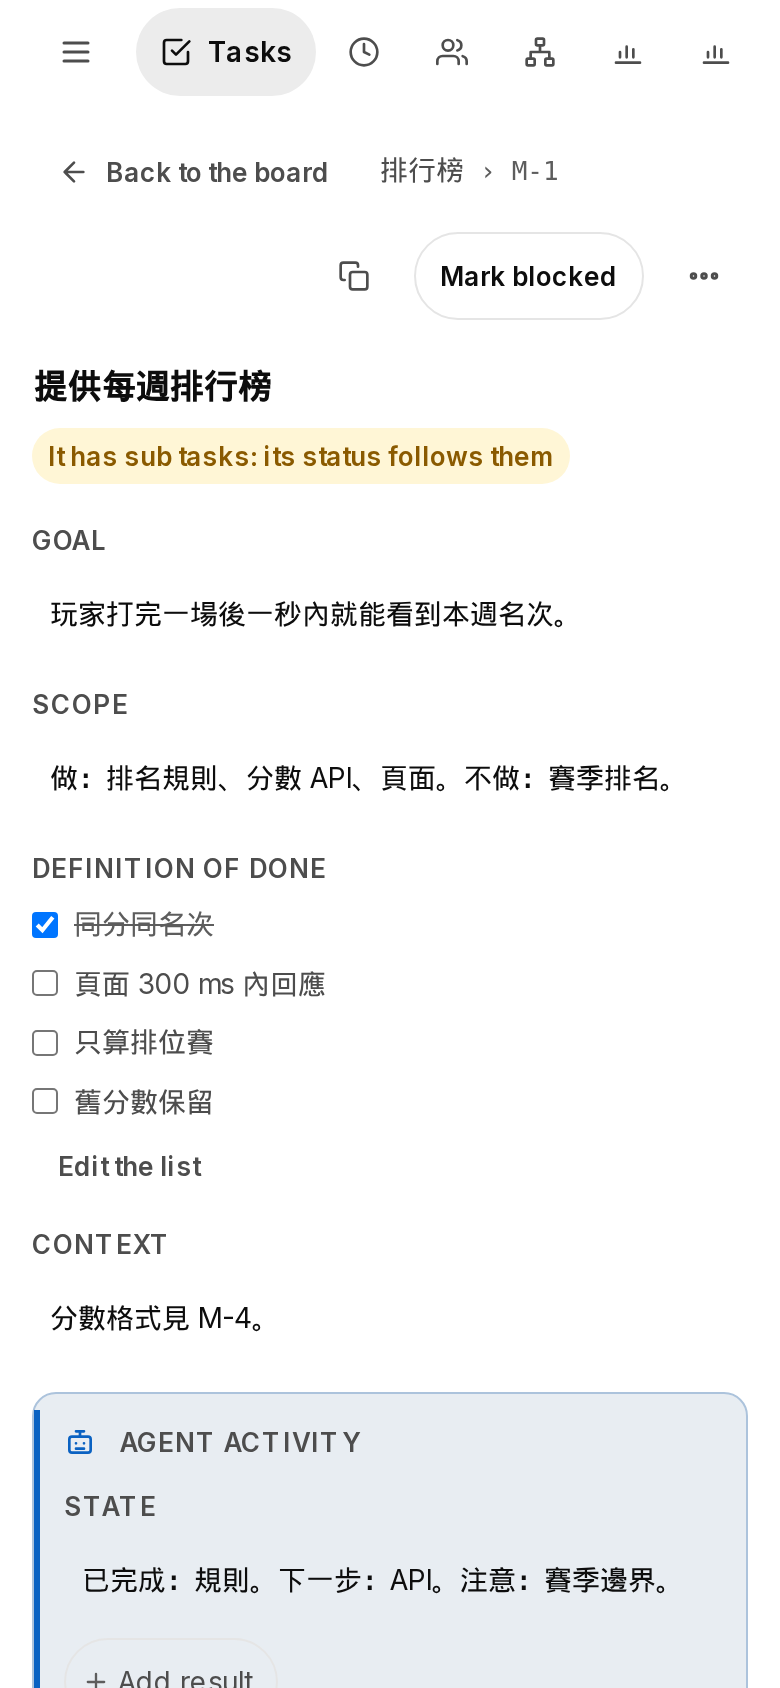 Tasks
Back to the board 排行榜 › M-1
Mark blocked
提供每週排行榜
It has sub tasks: its status follows them
GOAL
玩家打完一場後一秒內就能看到本週名次。
SCOPE
做：排名規則、分數 API、頁面。不做：賽季排名。
DEFINITION OF DONE
同分同名次
頁面 300 ms 內回應
只算排位賽
舊分數保留
Edit the list
CONTEXT
分數格式見 M-4。
AGENT ACTIVITY
STATE
已完成：規則。下一步：API。注意：賽季邊界。
+ Add result